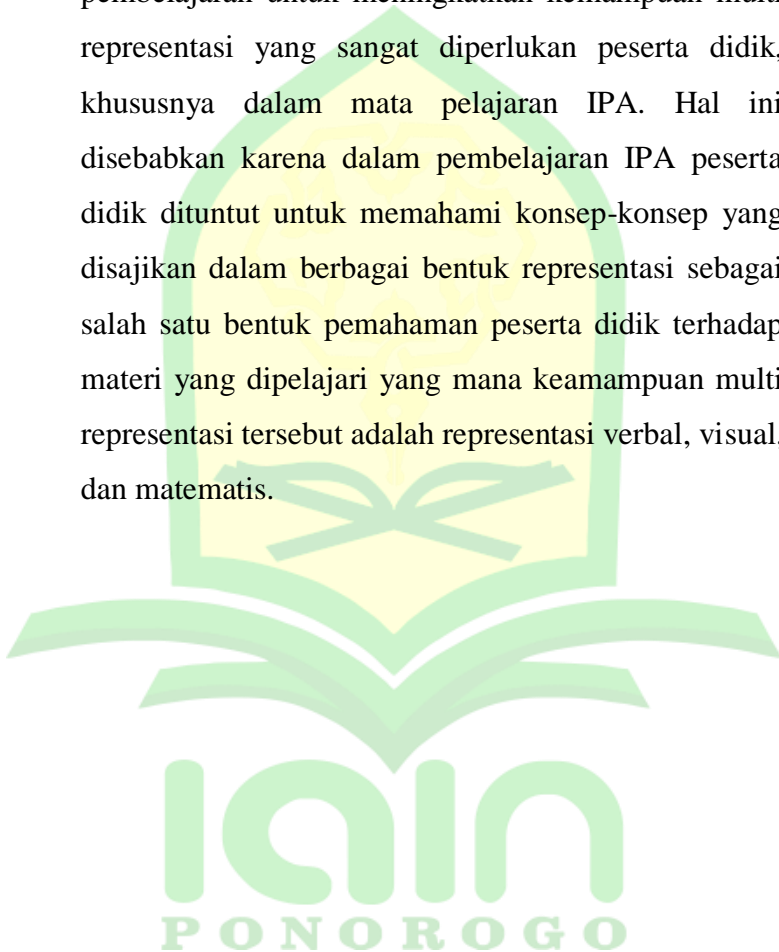 pembelajaran untuk meningkatkan kemampuan multi
representasi yang sangat diperlukan peserta didik,
khususnya dalam mata pelajaran IPA. Hal ini
disebabkan karena dalam pembelajaran IPA peserta
didik dituntut untuk memahami konsep-konsep yang
disajikan dalam berbagai bentuk representasi sebagai
salah satu bentuk pemahaman peserta didik terhadap
materi yang dipelajari yang mana keamampuan multi
representasi tersebut adalah representasi verbal, visual,
dan matematis.
iain
PONOROGO